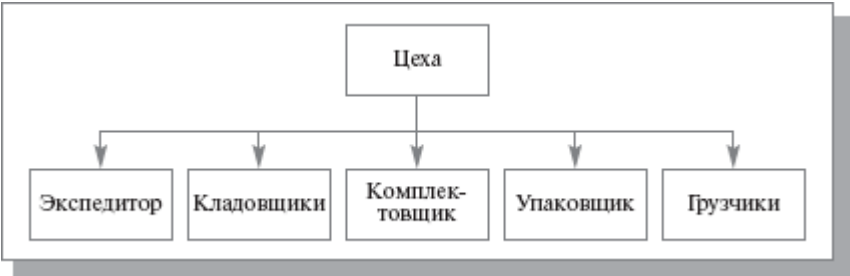 Цеха
Экспедитор
Кладовщики
Комплек-
товщик
Упаковщик
Грузчики